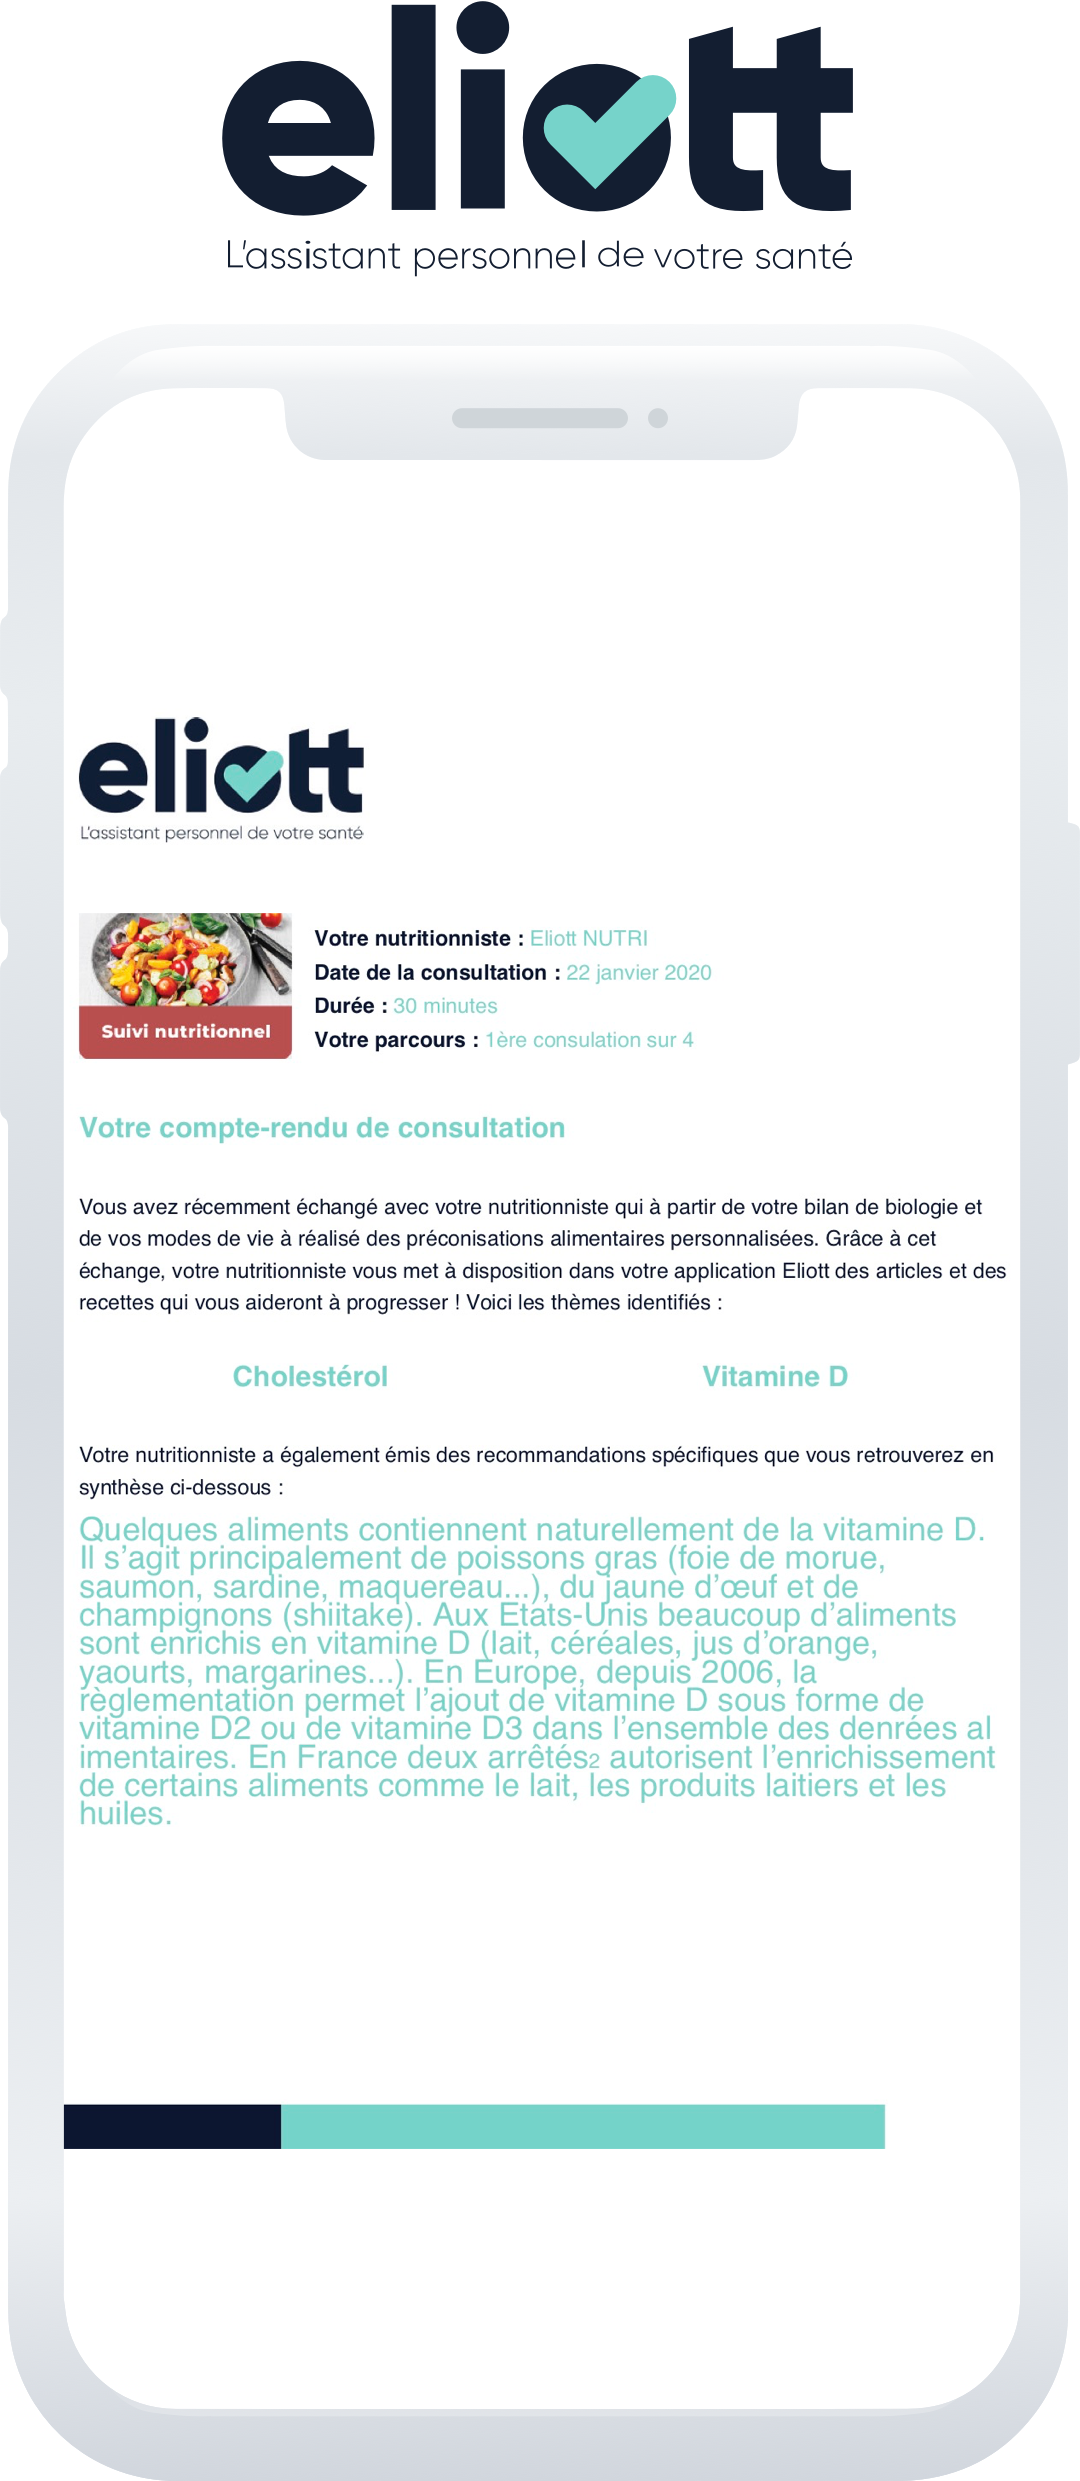 eliott
L'assistant personnel de votre santé
eliott
L'assistant personnel de votre santé
Suivi nutritionnel
Votre nutritionniste : Eliott NUTRI
Date de la consultation : 22 janvier 2020
Durée : 30 minutes
Votre parcours : 1ère consulation sur 4
Votre compte-rendu de consultation
Vous avez récemment échangé avec votre nutritionniste qui à partir de votre bilan de biologie et
de vos modes de vie à réalisé des préconisations alimentaires personnalisées. Grâce à cet
échange, votre nutritionniste vous met à disposition dans votre application Eliott des articles et des
recettes qui vous aideront à progresser ! Voici les thèmes identifiés :
Cholestérol Vitamine D
Votre nutritionniste a également émis des recommandations spécifiques que vous retrouverez en
synthèse ci-dessous :
Quelques aliments contiennent naturellement de la vitamine D.
Il s’agit principalement de poissons gras (foie de morue,
saumon, sardine, maquereau...), du jaune d’œuf et de
champignons (shiitake). Aux Etats-Unis beaucoup d’aliments
sont enrichis en vitamine D (lait, céréales, jus d’orange,
yaourts, margarines...). En Europe, depuis 2006, la
règlementation permet l’ajout de vitamine D sous forme de
vitamine D2 ou de vitamine D3 dans l’ensemble des denrées al
imentaires. En France deux arrêtés2 autorisent l’enrichissement
de certains aliments comme le lait, les produits laitiers et les
huiles.